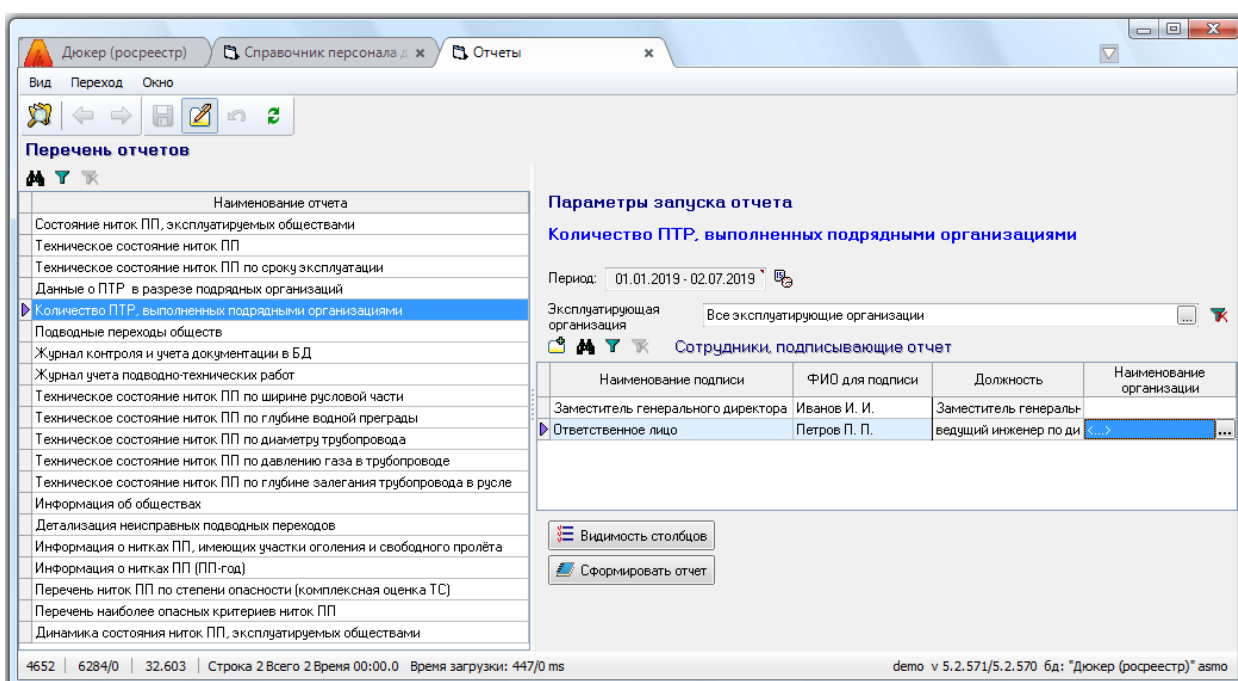 Дюкер (росреестр)
Справочник персонала д
Отчеты
Вид Переход Окно
Перечень отчетов
Наименование отчета
Состояние ниток ПП, эксплуатируемых обществами
Техническое состояние ниток ПП
Техническое состояние ниток ПП по сроку эксплуатации
Данные о ПТР в разрезе подрядных организаций
Количество ПТР, выполненных подрядными организациями
Подводные переходы обществ
Журнал контроля и учета документации в БД
Журнал учета подводно-технических работ
Техническое состояние ниток ПП по ширине русловой части
Техническое состояние ниток ПП по глубине водной преграды
Техническое состояние ниток ПП по диаметру трубопровода
Техническое состояние ниток ПП по давлению газа в трубопроводе
Техническое состояние ниток ПП по глубине залегания трубопровода в русле
Информация об обществах
Детализация неисправных подводных переходов
Информация о нитках ПП, имеющих участки оголения и свободного пролёта
Информация о нитках ПП (ПП-год)
Перечень ниток ПП по степени опасности (комплексная оценка ТС)
Перечень наиболее опасных критериев ниток ПП
Динамика состояния ниток ПП, эксплуатируемых обществами
Параметры запуска отчета
Количество ПТР, выполненных подрядными организациями
Период: 01.01.2019 - 02.07.2019
Эксплуатирующая
организация
Все эксплуатирующие организации
...
Сотрудники, подписывающие отчет
Наименование подписи ФИО для подписи Должность Наименование
организации
Заместитель генерального директора Иванов И. И. Заместитель генеральн
Ответственное лицо Петров П. П. ведущий инженер по ди <...> ...
Видимость столбцов
Сформировать отчет
4652 6284/0 32.603 Строка 2 Всего 2 Время 00:00.0 Время загрузки: 447/0 ms demo v 5.2.571/5.2.570 бд: "Дюкер (росреестр)" asmo